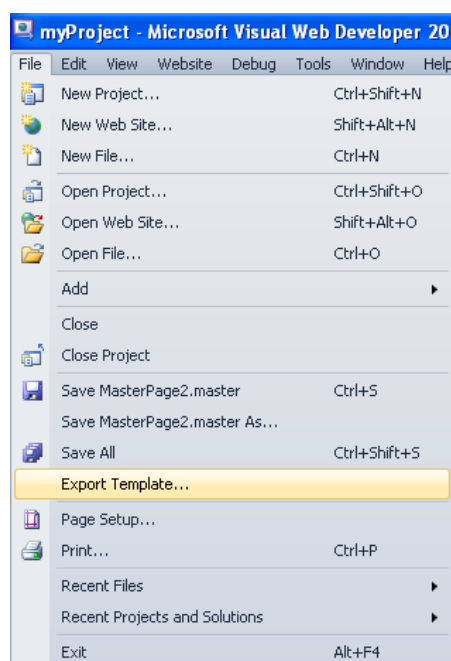 myProject - Microsoft Visual Web Developer 20
File Edit View Website Debug Tools Window Help
New Project... Ctrl+Shift+N
New Web Site... Shift+Alt+N
New File... Ctrl+N
Open Project... Ctrl+Shift+O
Open Web Site... Shift+Alt+O
Open File... Ctrl+O
Add
Close
Close Project
Save MasterPage2.master Ctrl+S
Save MasterPage2.master As...
Save All Ctrl+Shift+S
Export Template...
Page Setup...
Print... Ctrl+P
Recent Files
Recent Projects and Solutions
Exit Alt+F4